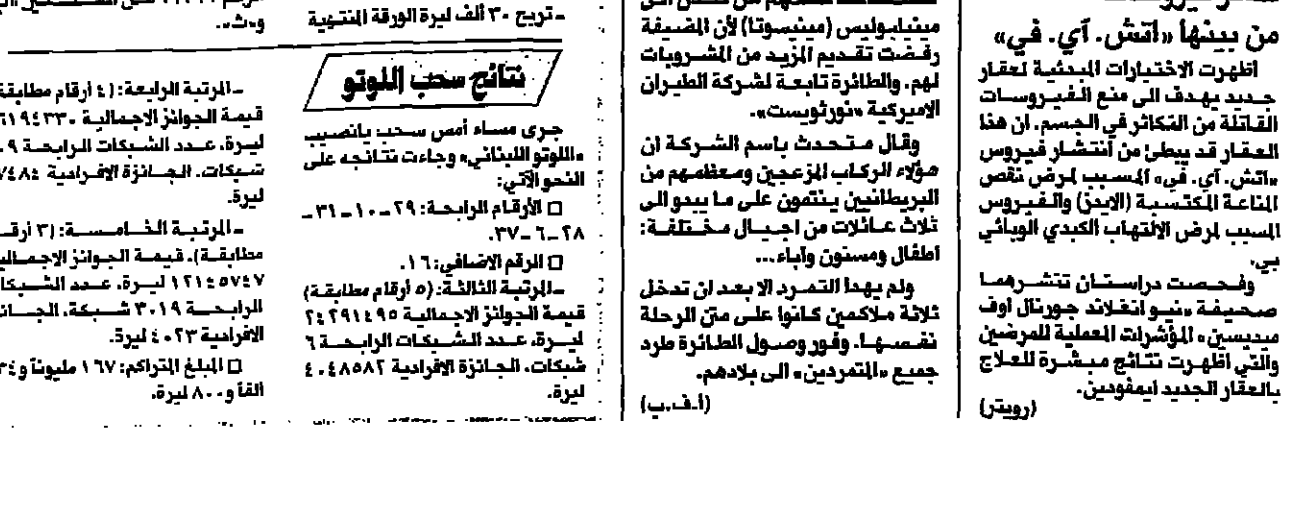 من بينها «اتش. آي. في»
اظهرت الاختبارات المبدئية لعقار
جديد يهدف الى منع الفيروسات
القاتلة من التكاثر في الجسم، ان هذا
العقار قد يبطئ من انتشار فيروس
«اتش. آي. في» المسبب لمرض نقص
المناعة المكتسبة (الايدز) والفيروس
المسبب لمرض الالتهاب الكبدي الوبائي
بي.
وفحصت دراستان تنشرهما
صحيفة «نيو انغلاند جورنال أوف
ميديسين» المؤشرات المعملية للمرضين
والتي اظهرت نتائج مبشرة للعلاج
بالعقار الجديد ايمفودين.
(رويتر)
مينيابوليس (مينيسوتا) لأن المضيفة
رفضت تقديم المزيد من المشروبات
لهم. والطائرة تابعة لشركة الطيران
الاميركية «نورثويست».
وقال متحدث باسم الشركة ان
هؤلاء الركاب المزعجين ومعظمهم من
البريطانيين ينتمون على ما يبدو الى
ثلاث عائلات من اجيال مختلفة:
أطفال ومسنون وآباء...
ولم يهدأ التمرد الا بعد ان تدخل
ثلاثة ملاكمين كانوا على متن الرحلة
نفسها. وفور وصول الطائرة طرد
جميع «المتمردين» الى بلادهم.
(أ.ف.ب)
ـ تربح ٣٠ ألف ليرة الورقة المنتهية
نتائج سحب اللوتو
جرى مساء أمس سحب يانصيب
«اللوتو اللبناني» وجاءت نتائجه على
النحو الآتي:
□ الأرقام الرابحة: ٢٩ ـ ١٠ ـ ٣١ ـ
٢٨ ـ ٦ ـ ٣٧.
□ الرقم الاضافي: ١٦.
ـ المرتبة الثالثة: (٥ أرقام مطابقة)
قيمة الجوائز الاجمالية ٢٤٢٩١٤٩٥
ليرة، عدد الشبكات الرابحة ٦
شبكات، الجائزة الافرادية ٤٠٤٨٥٨٢
ليرة.
و«ث».
ـ المرتبة الرابعة: (٤ أرقام مطابقة
قيمة الجوائز الاجمالية
ليرة، عدد الشبكات الرابحة
شبكات، الجائزة الافرادية
ليرة.
ـ المرتبة الخامسة: (٣
مطابقة). قيمة الجوائز
١٢١٤٥٧٤٧ ليرة، عدد
الرابحة ٣٠١٩ شبكة،
الافرادية ٤٠٢٣ ليرة.
□ المبلغ المتراكم: ١٦٧ مليوناً
ألفاً و٨٠٠ ليرة.